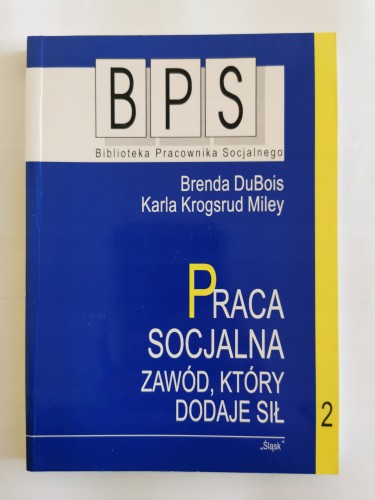 BPS
Biblioteka Pracownika Socjalnego
Brenda DuBois
Karla Krogsrud Miley
PRACA
SOCJALNA
ZAWÓD, KTÓRY
DODAJE SIŁ
2
„Śląsk”